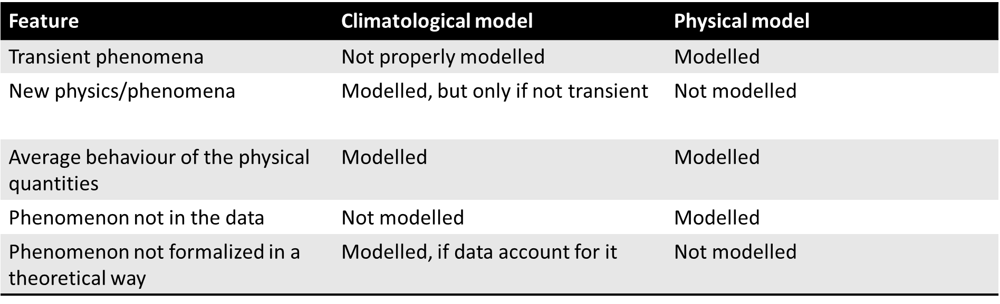 Feature Climatological model Physical model
Transient phenomena Not properly modelled Modelled
New physics/phenomena Modelled, but only if not transient Not modelled
Average behaviour of the physical Modelled Modelled
quantities
Phenomenon not in the data Not modelled Modelled
Phenomenon not formalized in a Modelled, if data account for it Not modelled
theoretical way